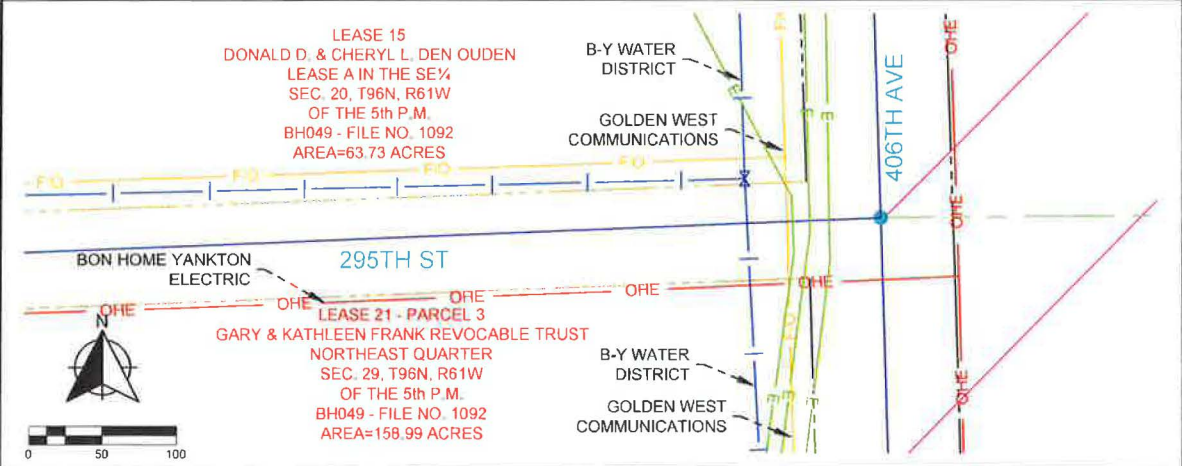 LEASE 15
DONALD D. & CHERYL L. DEN OUDEN
LEASE A IN THE SE¼
SEC. 20, T96N, R61W
OF THE 5th P.M.
BH049 - FILE NO. 1092
AREA=63.73 ACRES
B-Y WATER
DISTRICT
GOLDEN WEST
COMMUNICATIONS
406TH AVE
OHE
E
E
E
FO
FO
FO
FO
295TH ST
BON HOME YANKTON
ELECTRIC
OHE
OHE
OHE
OHE
OHE
OHE
LEASE 21 - PARCEL 3
GARY & KATHLEEN FRANK REVOCABLE TRUST
NORTHEAST QUARTER
SEC. 29, T96N, R61W
OF THE 5th P.M.
BH049 - FILE NO. 1092
AREA=158.99 ACRES
B-Y WATER
DISTRICT
GOLDEN WEST
COMMUNICATIONS
FO
E
E
E
OHE
N
0
50
100